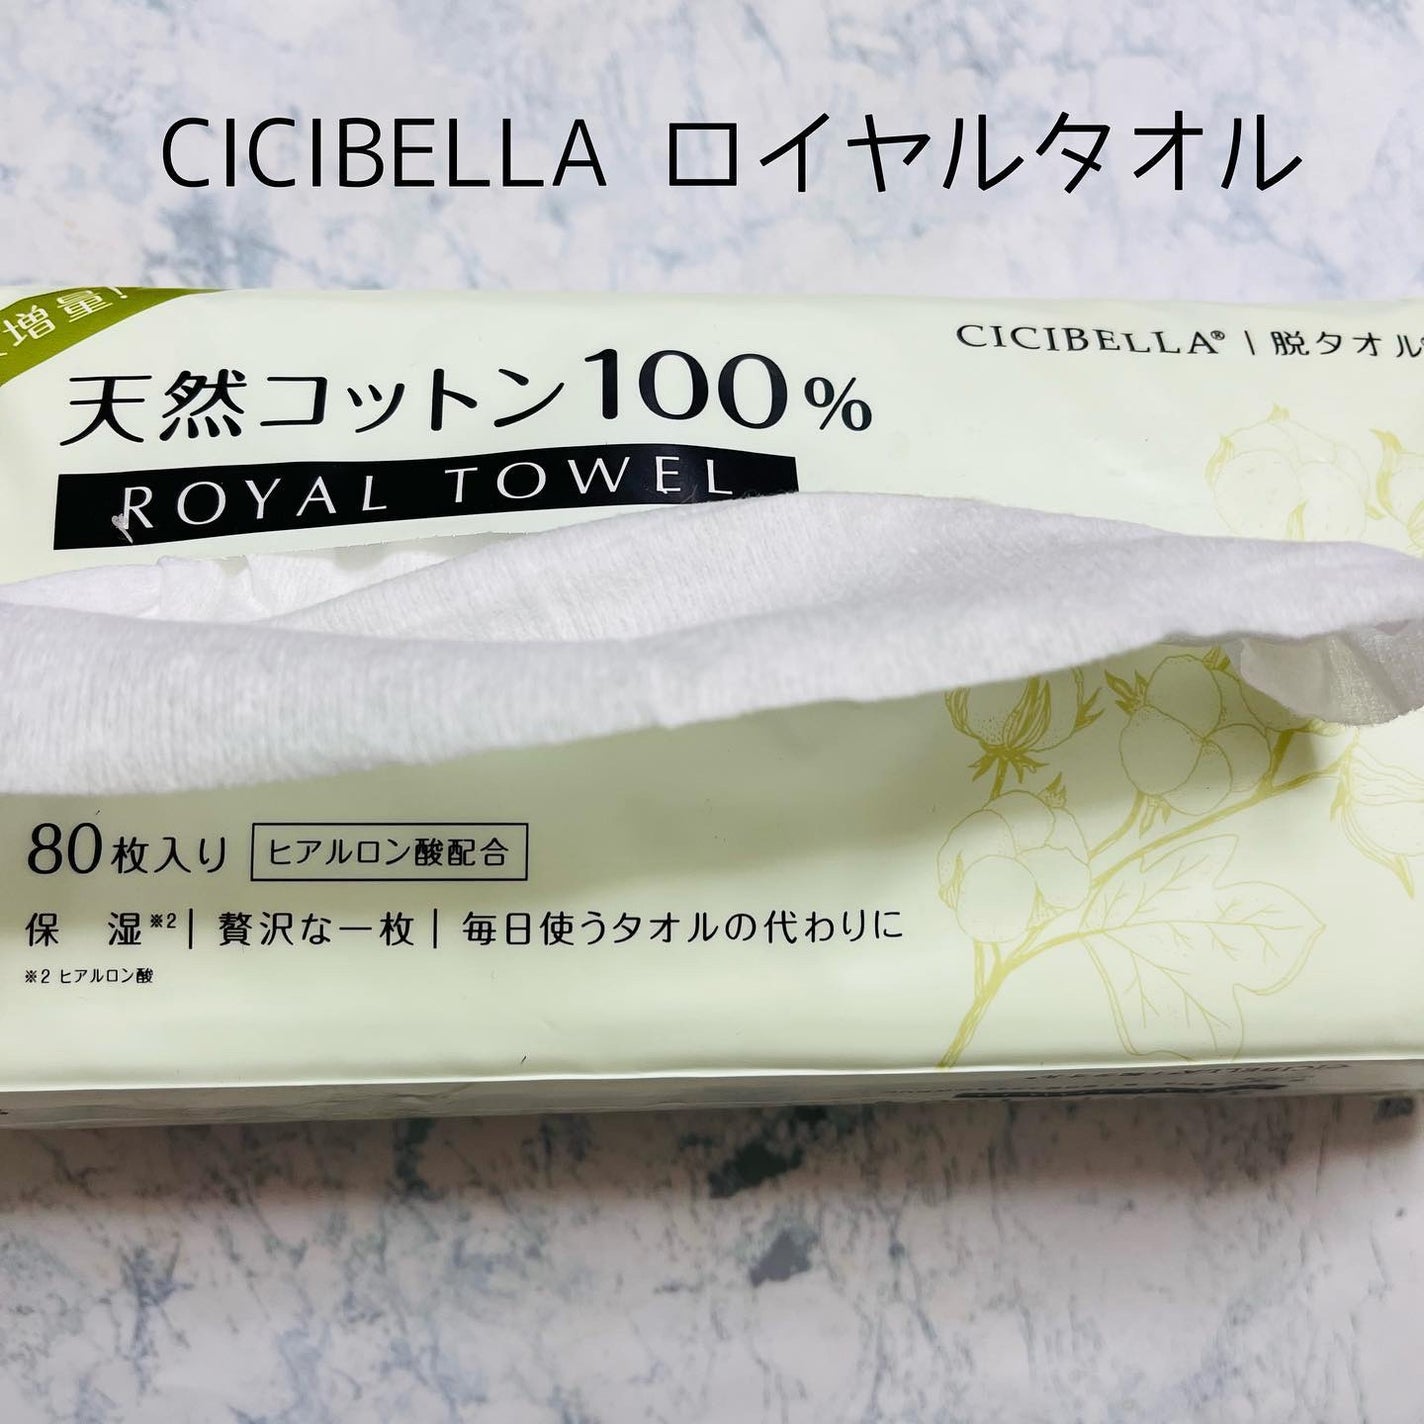 CICIBELLA ロイヤルタオル
増量!
CICIBELLA® | 脱タオル
天然コットン100%
ROYAL TOWEL
80枚入り ヒアルロン酸配合
保 湿※2 | 贅沢な一枚 | 毎日使うタオルの代わりに
※2 ヒアルロン酸